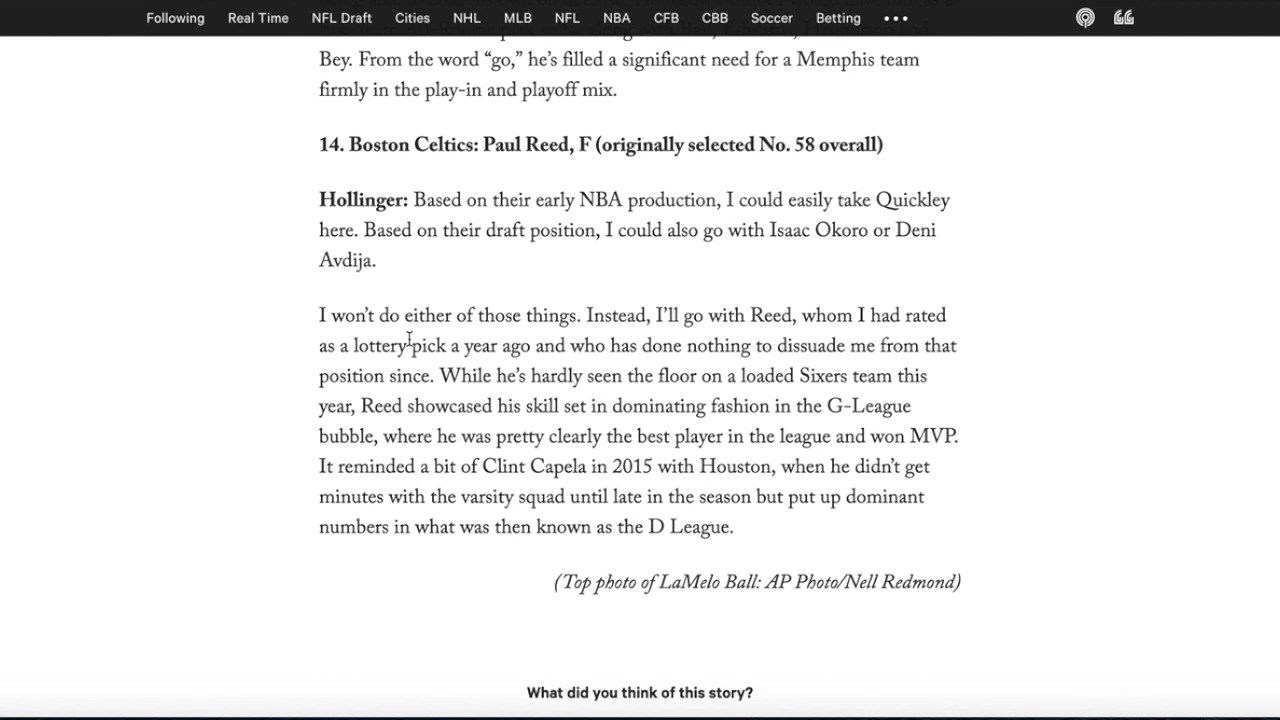 Following Real Time NFL Draft Cities NHL MLB NFL NBA CFB CBB Soccer Betting
Bey. From the word “go,” he’s filled a significant need for a Memphis team
firmly in the play-in and playoff mix.
14. Boston Celtics: Paul Reed, F (originally selected No. 58 overall)
Hollinger: Based on their early NBA production, I could easily take Quickley
here. Based on their draft position, I could also go with Isaac Okoro or Deni
Avdija.
I won’t do either of those things. Instead, I’ll go with Reed, whom I had rated
as a lottery pick a year ago and who has done nothing to dissuade me from that
position since. While he’s hardly seen the floor on a loaded Sixers team this
year, Reed showcased his skill set in dominating fashion in the G-League
bubble, where he was pretty clearly the best player in the league and won MVP.
It reminded a bit of Clint Capela in 2015 with Houston, when he didn’t get
minutes with the varsity squad until late in the season but put up dominant
numbers in what was then known as the D League.
(Top photo of LaMelo Ball: AP Photo/Nell Redmond)
What did you think of this story?